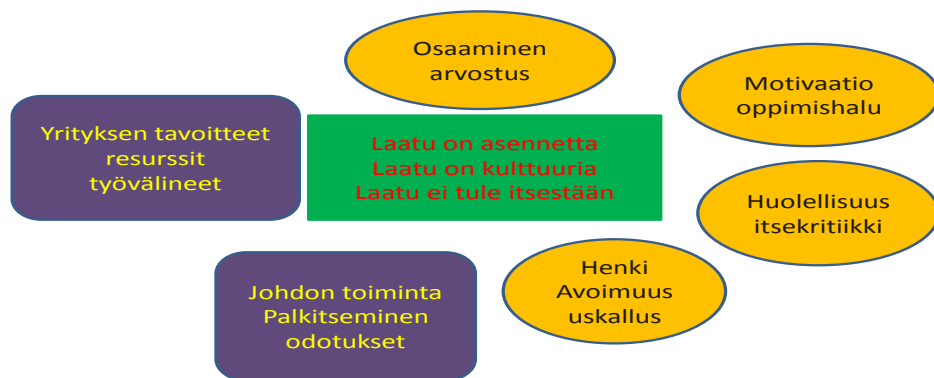 Osaaminen
arvostus
Motivaatio
oppimishalu
Yrityksen tavoitteet
resurssit
työvälineet
Laatu on asennetta
Laatu on kulttuuria
Laatu ei tule itsestään
Huolellisuus
itsekritiikki
Johdon toiminta
Palkitseminen
odotukset
Henki
Avoimuus
uskallus